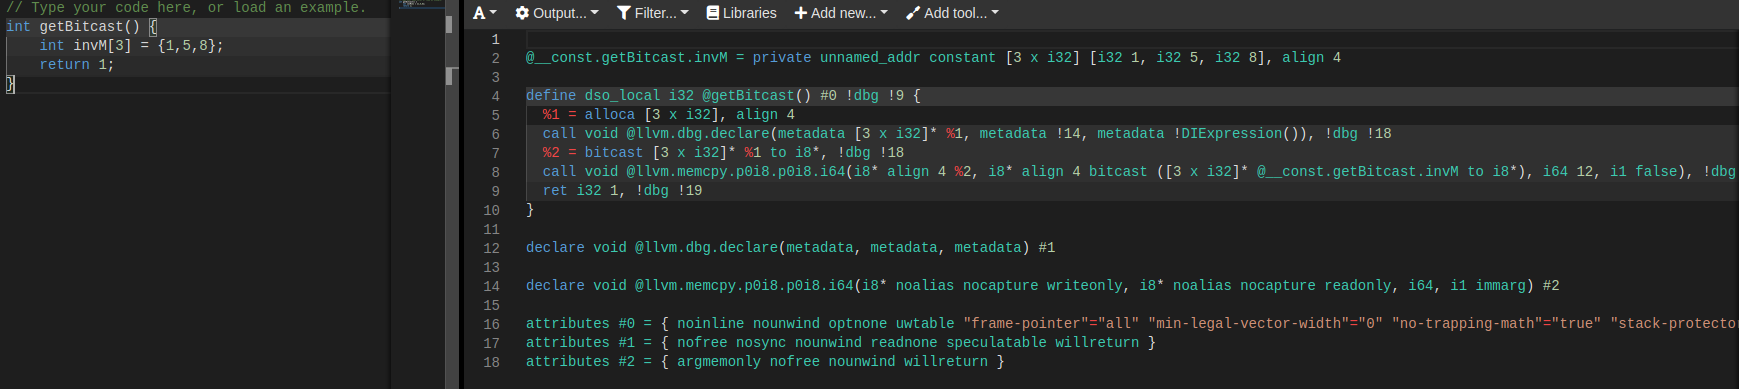 // Type your code here, or load an example.
int getBitcast() {
    int invM[3] = {1,5,8};
    return 1;
}
A Output... Filter... Libraries Add new... Add tool...
1
2 @__const.getBitcast.invM = private unnamed_addr constant [3 x i32] [i32 1, i32 5, i32 8], align 4
3
4 define dso_local i32 @getBitcast() #0 !dbg !9 {
5   %1 = alloca [3 x i32], align 4
6   call void @llvm.dbg.declare(metadata [3 x i32]* %1, metadata !14, metadata !DIExpression()), !dbg !18
7   %2 = bitcast [3 x i32]* %1 to i8*, !dbg !18
8   call void @llvm.memcpy.p0i8.p0i8.i64(i8* align 4 %2, i8* align 4 bitcast ([3 x i32]* @__const.getBitcast.invM to i8*), i64 12, i1 false), !dbg
9   ret i32 1, !dbg !19
10 }
11
12 declare void @llvm.dbg.declare(metadata, metadata, metadata) #1
13
14 declare void @llvm.memcpy.p0i8.p0i8.i64(i8* noalias nocapture writeonly, i8* noalias nocapture readonly, i64, i1 immarg) #2
15
16 attributes #0 = { noinline nounwind optnone uwtable "frame-pointer"="all" "min-legal-vector-width"="0" "no-trapping-math"="true" "stack-protecto
17 attributes #1 = { nofree nosync nounwind readnone speculatable willreturn }
18 attributes #2 = { argmemonly nofree nounwind willreturn }